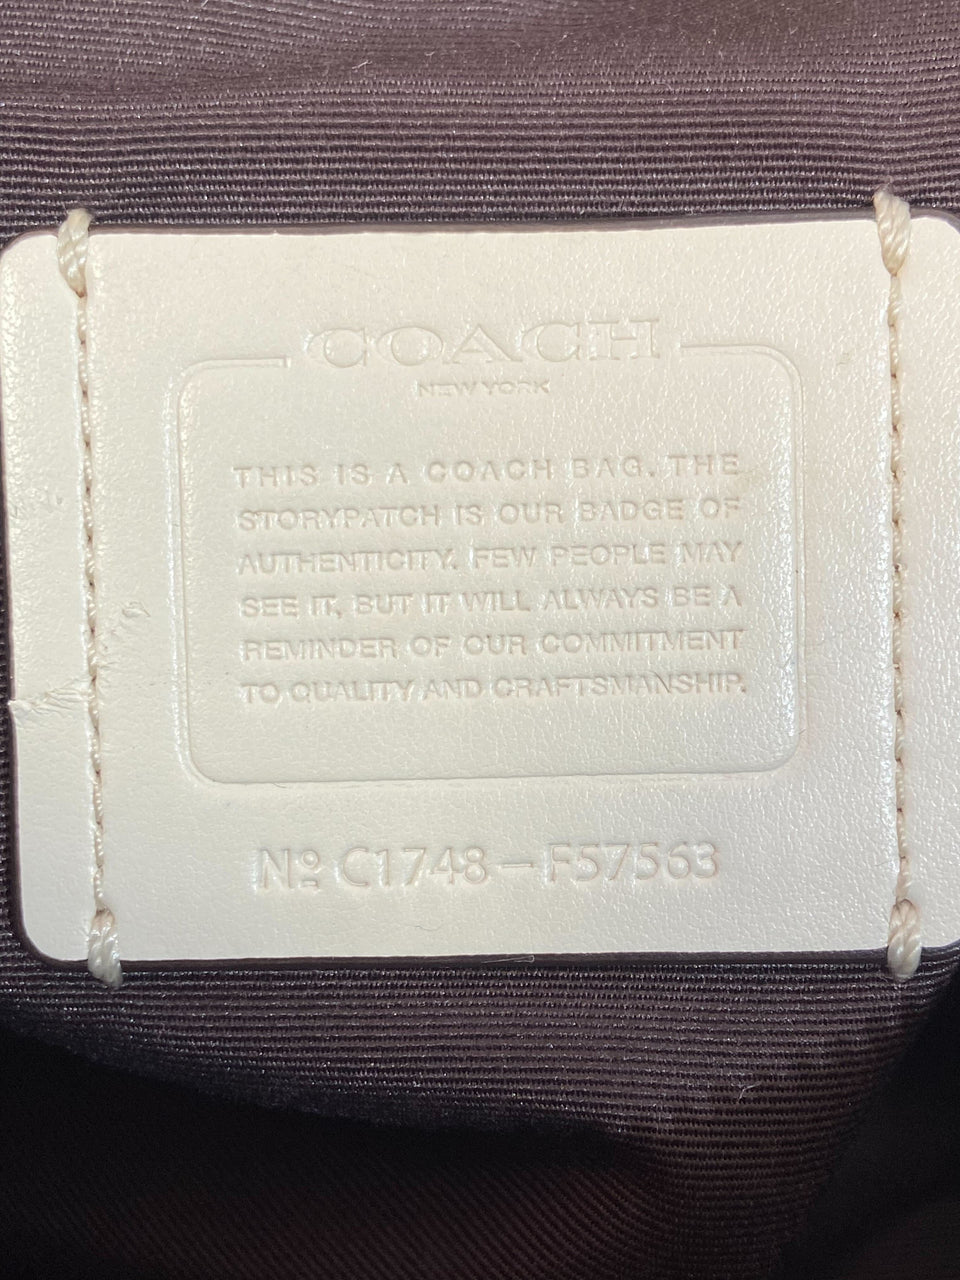 COACH
NEW YORK
THIS IS A COACH BAG. THE
STORYPATCH IS OUR BADGE OF
AUTHENTICITY. FEW PEOPLE MAY
SEE IT, BUT IT WILL ALWAYS BE A
REMINDER OF OUR COMMITMENT
TO QUALITY AND CRAFTSMANSHIP.
Nº C1748-F57563